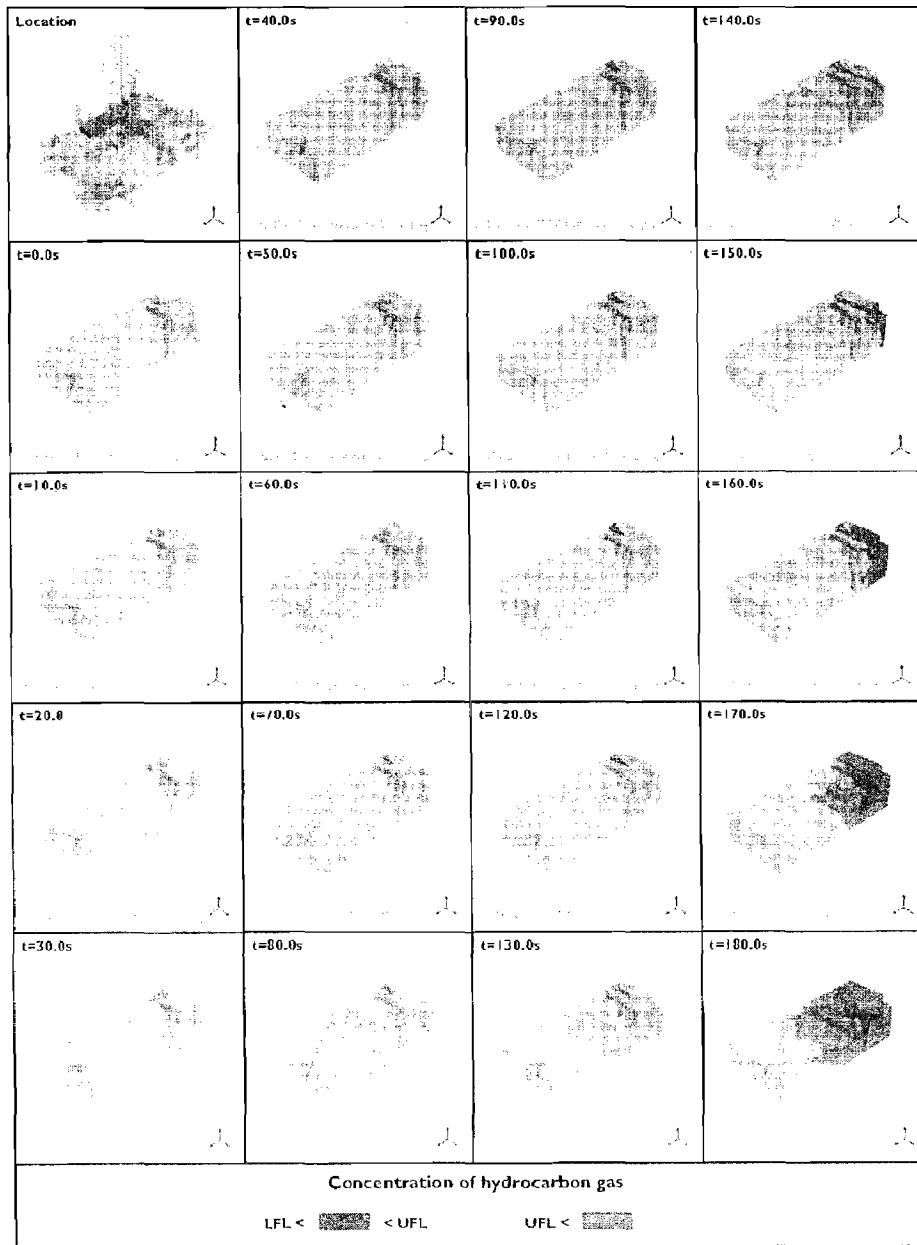 Location
t=40.0s
t=90.0s
t=140.0s
t=0.0s
t=50.0s
t=100.0s
t=150.0s
t=10.0s
t=60.0s
t=110.0s
t=160.0s
t=20.0
t=70.0s
t=120.0s
t=170.0s
t=30.0s
t=80.0s
t=130.0s
t=180.0s
Concentration of hydrocarbon gas
LFL < < UFL UFL <